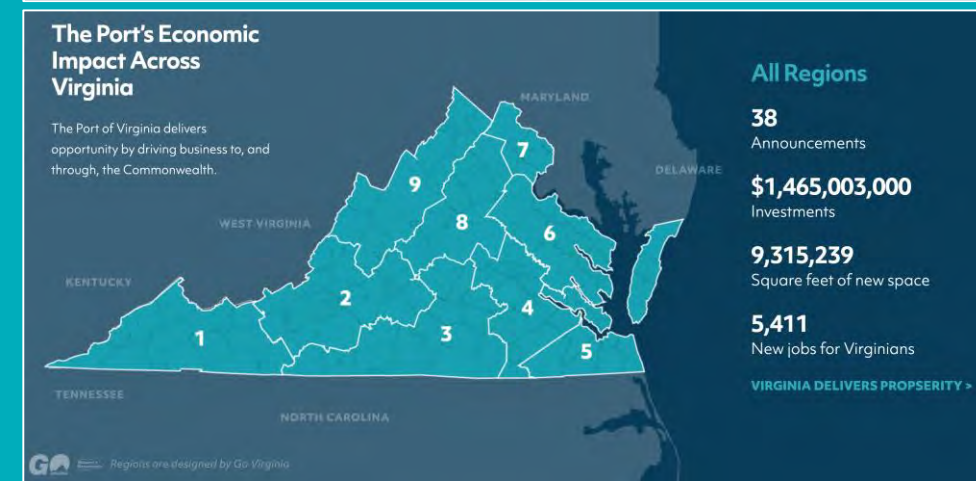 The Port's Economic
Impact Across
Virginia
The Port of Virginia delivers
opportunity by driving business to, and
through, the Commonwealth.
All Regions
38
Announcements
$1,465,003,000
Investments
9,315,239
Square feet of new space
5,411
New jobs for Virginians
VIRGINIA DELIVERS PROPSERITY >
MARYLAND
DELAWARE
WEST VIRGINIA
KENTUCKY
TENNESSEE
NORTH CAROLINA
7
9
8
6
2
4
3
1
5
GO
Regions are designed by Go Virginia